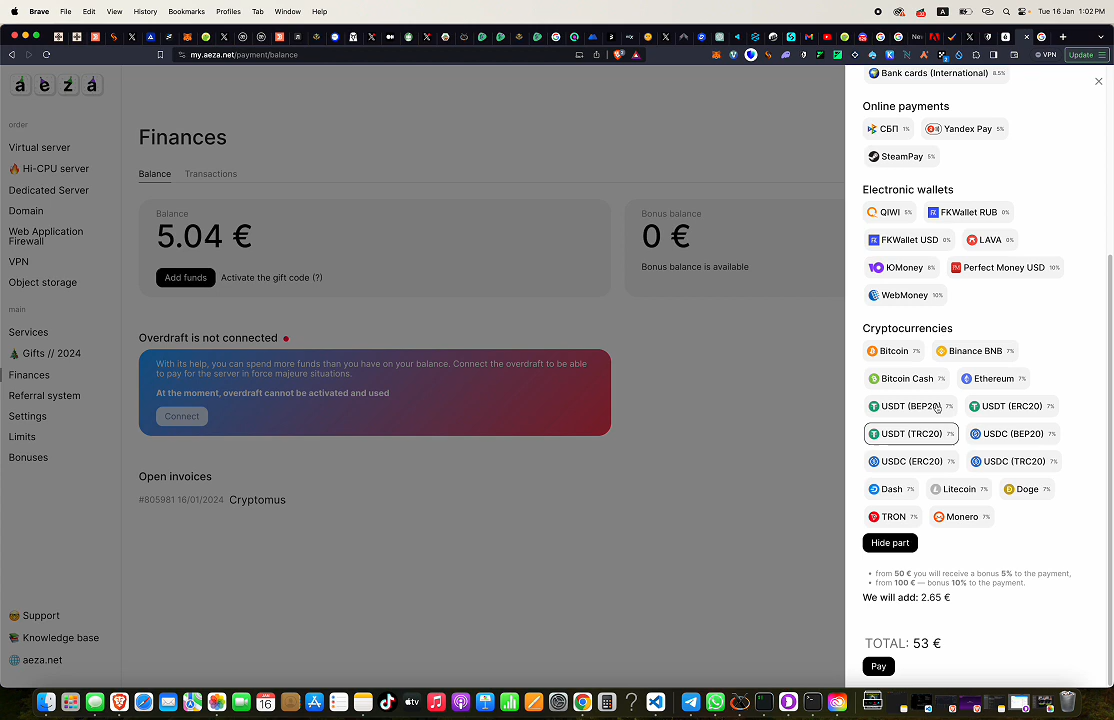 Brave File Edit View History Bookmarks Profiles Tab Window Help
Tue 16 Jan 1:02 PM
my.aeza.net/payment/balance
VPN
Update
a e z a
order
Virtual server
Hi-CPU server
Dedicated Server
Domain
Web Application
Firewall
VPN
Object storage
main
Services
Gifts // 2024
Finances
Referral system
Settings
Limits
Bonuses
Support
Knowledge base
aeza.net
Finances
Balance Transactions
Balance
5.04 €
Add funds Activate the gift code (?)
Bonus balance
0 €
Bonus balance is available
Overdraft is not connected
With its help, you can spend more funds than you have on your balance. Connect the overdraft to be able
to pay for the server in force majeure situations.
At the moment, overdraft cannot be activated and used
Connect
Open invoices
#805981 16/01/2024 Cryptomus
Bank cards (International) 8.5%
Online payments
СБП 1% Yandex Pay 5%
SteamPay 5%
Electronic wallets
QIWI 5% FKWallet RUB 0%
FKWallet USD 0% LAVA 0%
ЮMoney 8% Perfect Money USD 10%
WebMoney 10%
Cryptocurrencies
Bitcoin 7% Binance BNB 7%
Bitcoin Cash 7% Ethereum 7%
USDT (BEP20) 7% USDT (ERC20) 7%
USDT (TRC20) 7% USDC (BEP20) 7%
USDC (ERC20) 7% USDC (TRC20) 7%
Dash 7% Litecoin 7% Doge 7%
TRON 7% Monero 7%
Hide part
• from 50 € you will receive a bonus 5% to the payment,
• from 100 € — bonus 10% to the payment.
We will add: 2.65 €
TOTAL: 53 €
Pay